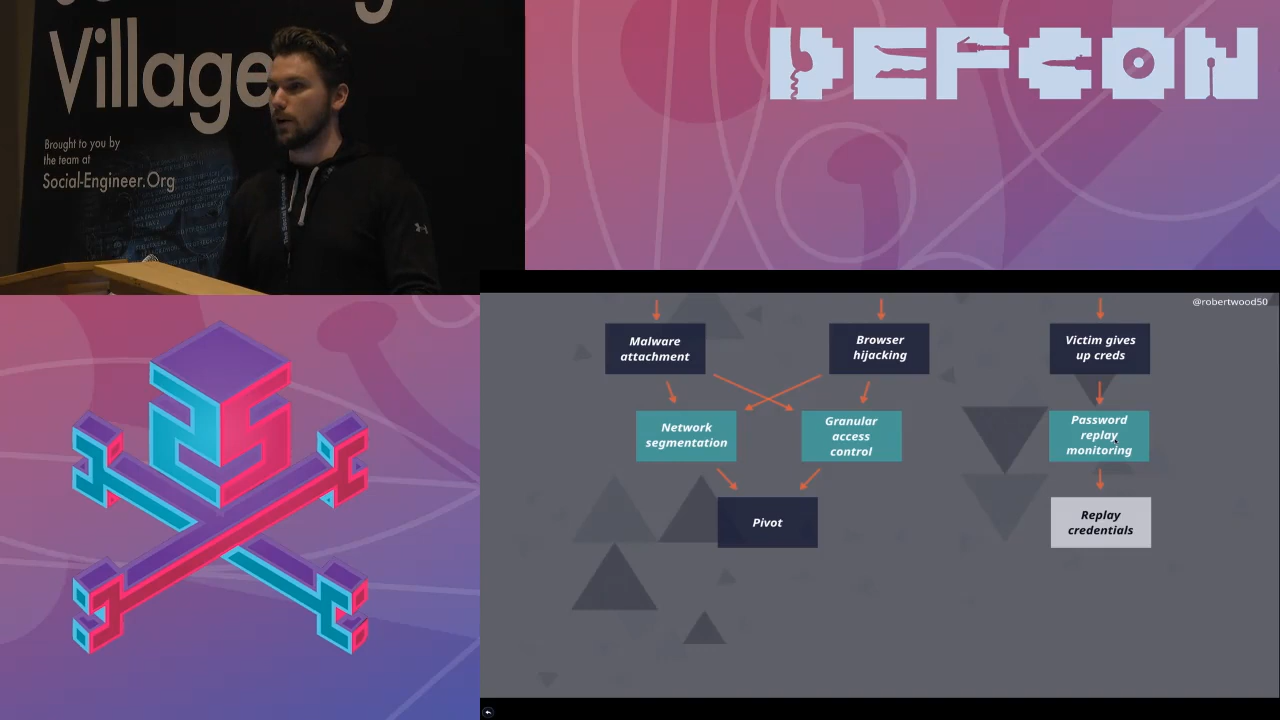 Village
Brought to you by
the team at
Social-Engineer.Org
DEFCON
@robertwood50
Malware
attachment
Browser
hijacking
Victim gives
up creds
Network
segmentation
Granular
access
control
Password
replay
monitoring
Pivot
Replay
credentials